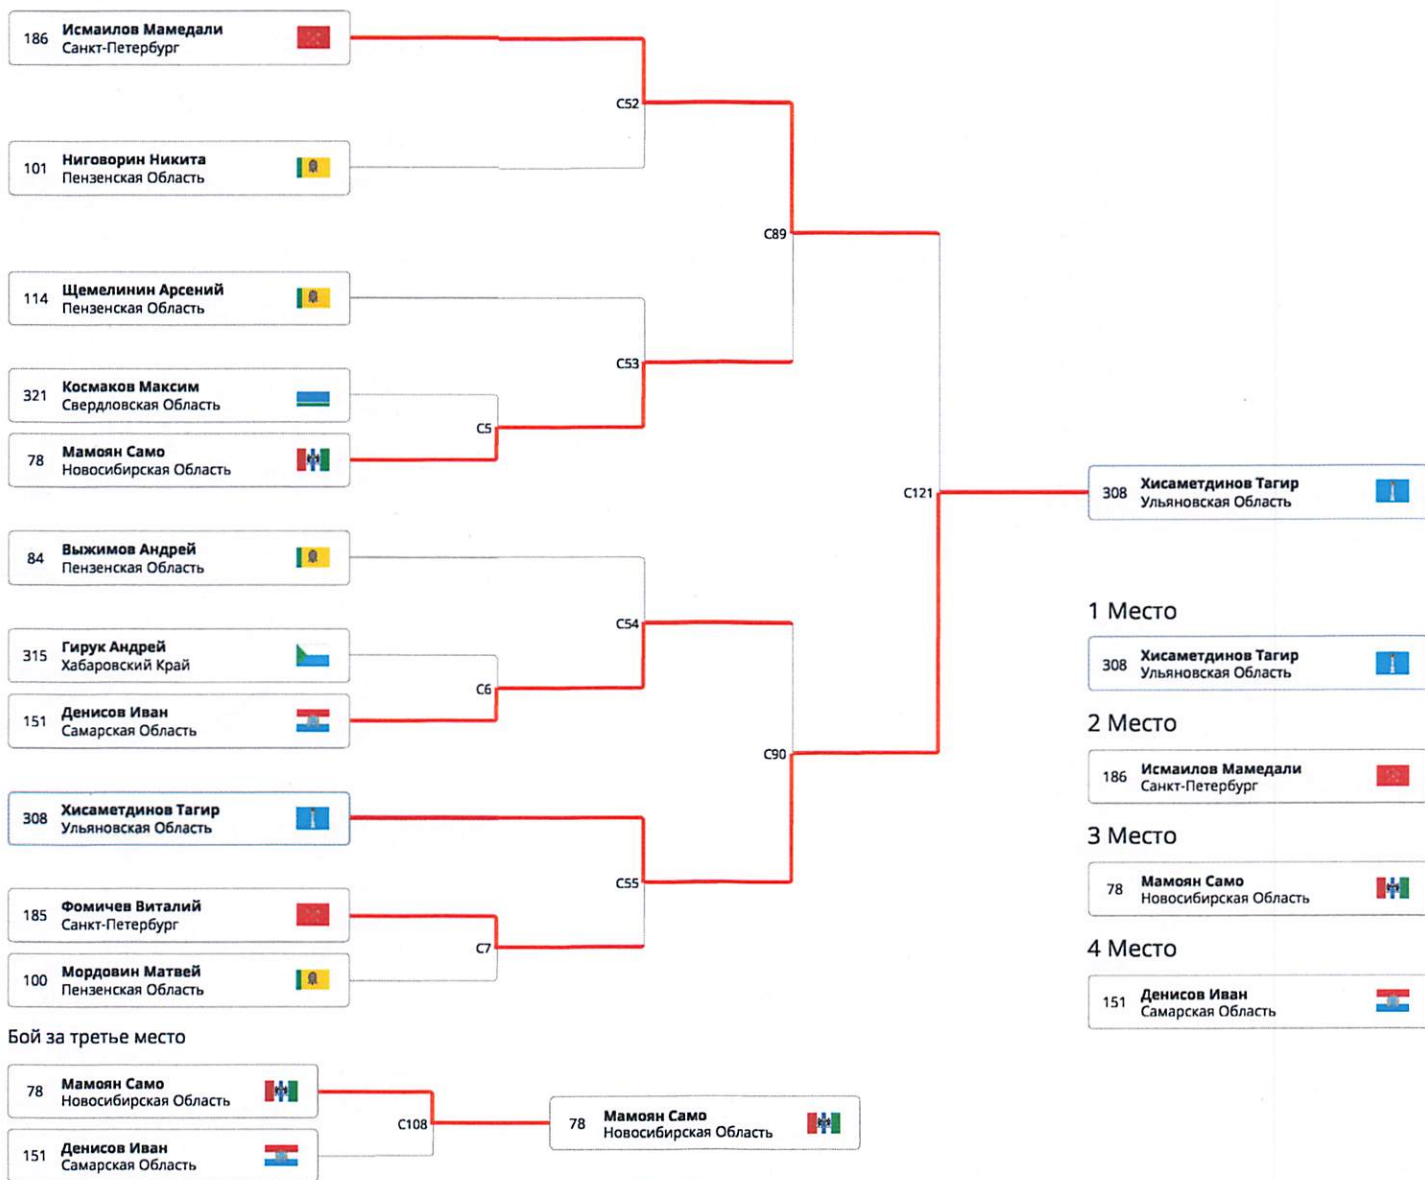 186
Исмаилов Мамедали
Санкт-Петербург
C52
101
Ниговорин Никита
Пензенская Область
C89
114
Щемелинин Арсений
Пензенская Область
C53
321
Космаков Максим
Свердловская Область
C5
78
Мамоян Само
Новосибирская Область
C121
308
Хисаметдинов Тагир
Ульяновская Область
84
Выжимов Андрей
Пензенская Область
C54
315
Гирук Андрей
Хабаровский Край
C6
151
Денисов Иван
Самарская Область
C90
308
Хисаметдинов Тагир
Ульяновская Область
C55
185
Фомичев Виталий
Санкт-Петербург
C7
100
Мордовин Матвей
Пензенская Область
1 Место
308
Хисаметдинов Тагир
Ульяновская Область
2 Место
186
Исмаилов Мамедали
Санкт-Петербург
3 Место
78
Мамоян Само
Новосибирская Область
4 Место
151
Денисов Иван
Самарская Область
Бой за третье место
78
Мамоян Само
Новосибирская Область
C108
151
Денисов Иван
Самарская Область
78
Мамоян Само
Новосибирская Область